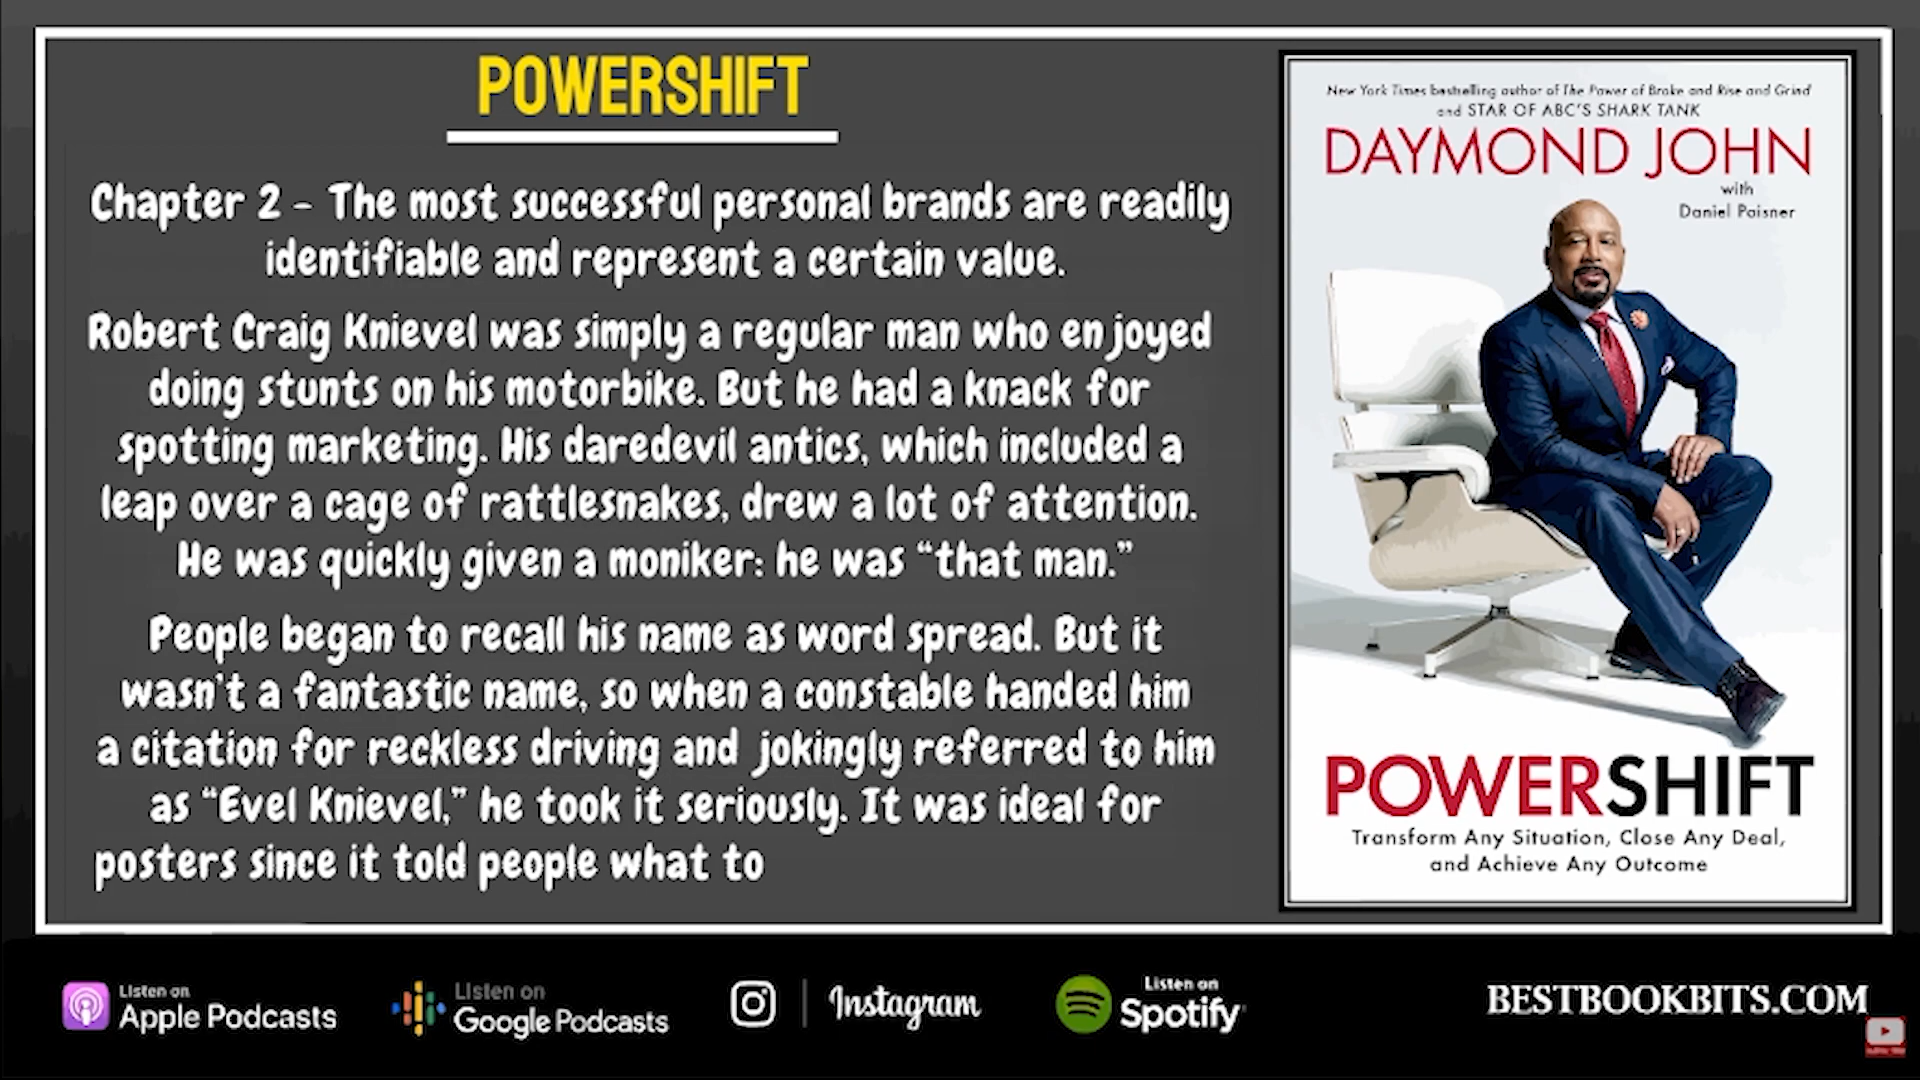 POWERSHIFT
Chapter 2 - The most successful personal brands are readily
identifiable and represent a certain value.
Robert Craig Knievel was simply a regular man who enjoyed
doing stunts on his motorbike. But he had a knack for
spotting marketing. His daredevil antics, which included a
leap over a cage of rattlesnakes, drew a lot of attention.
He was quickly given a moniker: he was “that man.”
People began to recall his name as word spread. But it
wasn't a fantastic name, so when a constable handed him
a citation for reckless driving and jokingly referred to him
as “Evel Knievel,” he took it seriously. It was ideal for
posters since it told people what to
New York Times bestselling author of The Power of Broke and Rise and Grind
and STAR OF ABC'S SHARK TANK
DAYMOND JOHN
with
Daniel Paisner
POWERSHIFT
Transform Any Situation, Close Any Deal,
and Achieve Any Outcome
Listen on
Apple Podcasts
Listen on
Google Podcasts
Instagram
Listen on
Spotify
BESTBOOKBITS.COM